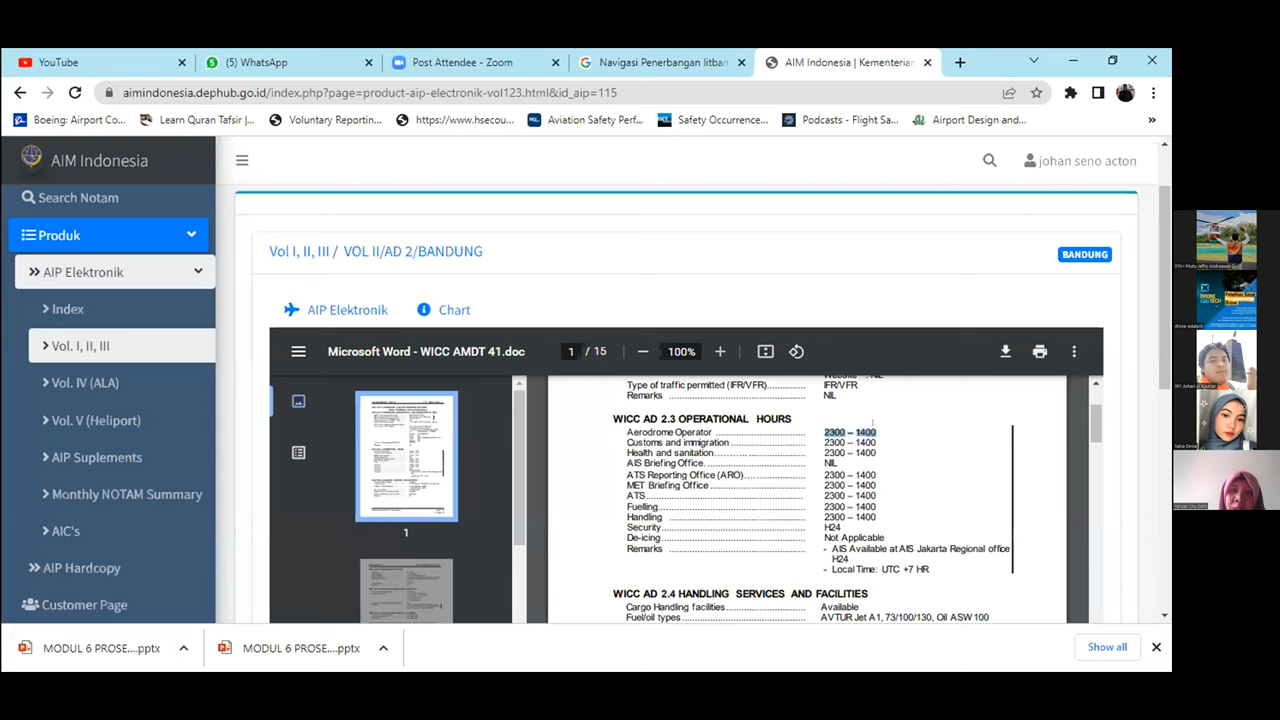 YouTube
(5) WhatsApp
Post Attendee - Zoom
Navigasi Penerbangan litban
AIM Indonesia | Kementerian
aimindonesia.dephub.go.id/index.php?page=product-aip-electronik-vol123.html&id_aip=115
Boeing: Airport Co...
Learn Quran Tafsir |...
Voluntary Reportin...
https://www.hsecou...
Aviation Safety Perf...
Safety Occurrence...
Podcasts - Flight Sa...
Airport Design and...
AIM Indonesia
johan seno acton
Search Notam
Produk
AIP Elektronik
Index
Vol. I, II, III
Vol. IV (ALA)
Vol. V (Heliport)
AIP Suplements
Monthly NOTAM Summary
AIC's
AIP Hardcopy
Customer Page
Vol I, II, III / VOL II/AD 2/BANDUNG
BANDUNG
AIP Elektronik
Chart
Microsoft Word - WICC AMDT 41.doc
1 / 15
100%
1
Website : NIL
Type of traffic permitted (IFR/VFR) IFR/VFR
Remarks NIL
WICC AD 2.3 OPERATIONAL HOURS
Aerodrome Operator 2300 – 1400
Customs and immigration 2300 – 1400
Health and sanitation 2300 – 1400
AIS Briefing Office. NIL
ATS Reporting Office (ARO) 2300 – 1400
MET Briefing Office 2300 – 1400
ATS 2300 – 1400
Fuelling 2300 – 1400
Handling 2300 – 1400
Security H24
De-icing Not Applicable
Remarks - AIS Available at AIS Jakarta Regional office
H24
- Local Time: UTC +7 HR
WICC AD 2.4 HANDLING SERVICES AND FACILITIES
Cargo Handling facilities Available
Fuel/oil types AVTUR Jet A1, 73/100/130, Oil ASW 100
MODUL 6 PROSE....pptx
MODUL 6 PROSE....pptx
Show all
DRONE
EDUTECH
drone edutech
Salsa Devia